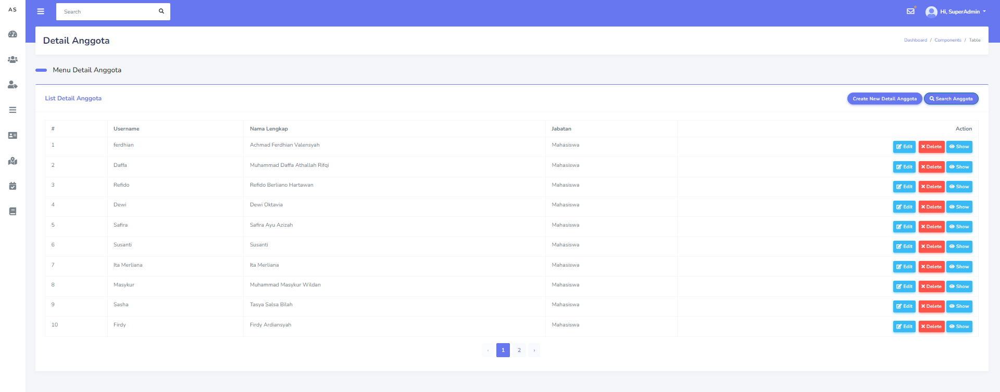 AS
Search
Hi, SuperAdmin
Detail Anggota
Dashboard / Components / Table
Menu Detail Anggota
List Detail Anggota
Create New Detail Anggota
Search Anggota
# Username Nama Lengkap Jabatan Action
1 ferdhian Achmad Ferdhian Valensyah Mahasiswa Edit Delete Show
2 Daffa Muhammad Daffa Athallah Rifqi Mahasiswa Edit Delete Show
3 Refido Refido Berliano Hartawan Mahasiswa Edit Delete Show
4 Dewi Dewi Oktavia Mahasiswa Edit Delete Show
5 Safira Safira Ayu Azizah Mahasiswa Edit Delete Show
6 Susanti Susanti Mahasiswa Edit Delete Show
7 Ita Merliana Ita Merliana Mahasiswa Edit Delete Show
8 Masykur Muhammad Masykur Wildan Mahasiswa Edit Delete Show
9 Sasha Tasya Salsa Bilah Mahasiswa Edit Delete Show
10 Firdy Firdy Ardiansyah Mahasiswa Edit Delete Show
‹ 1 2 ›